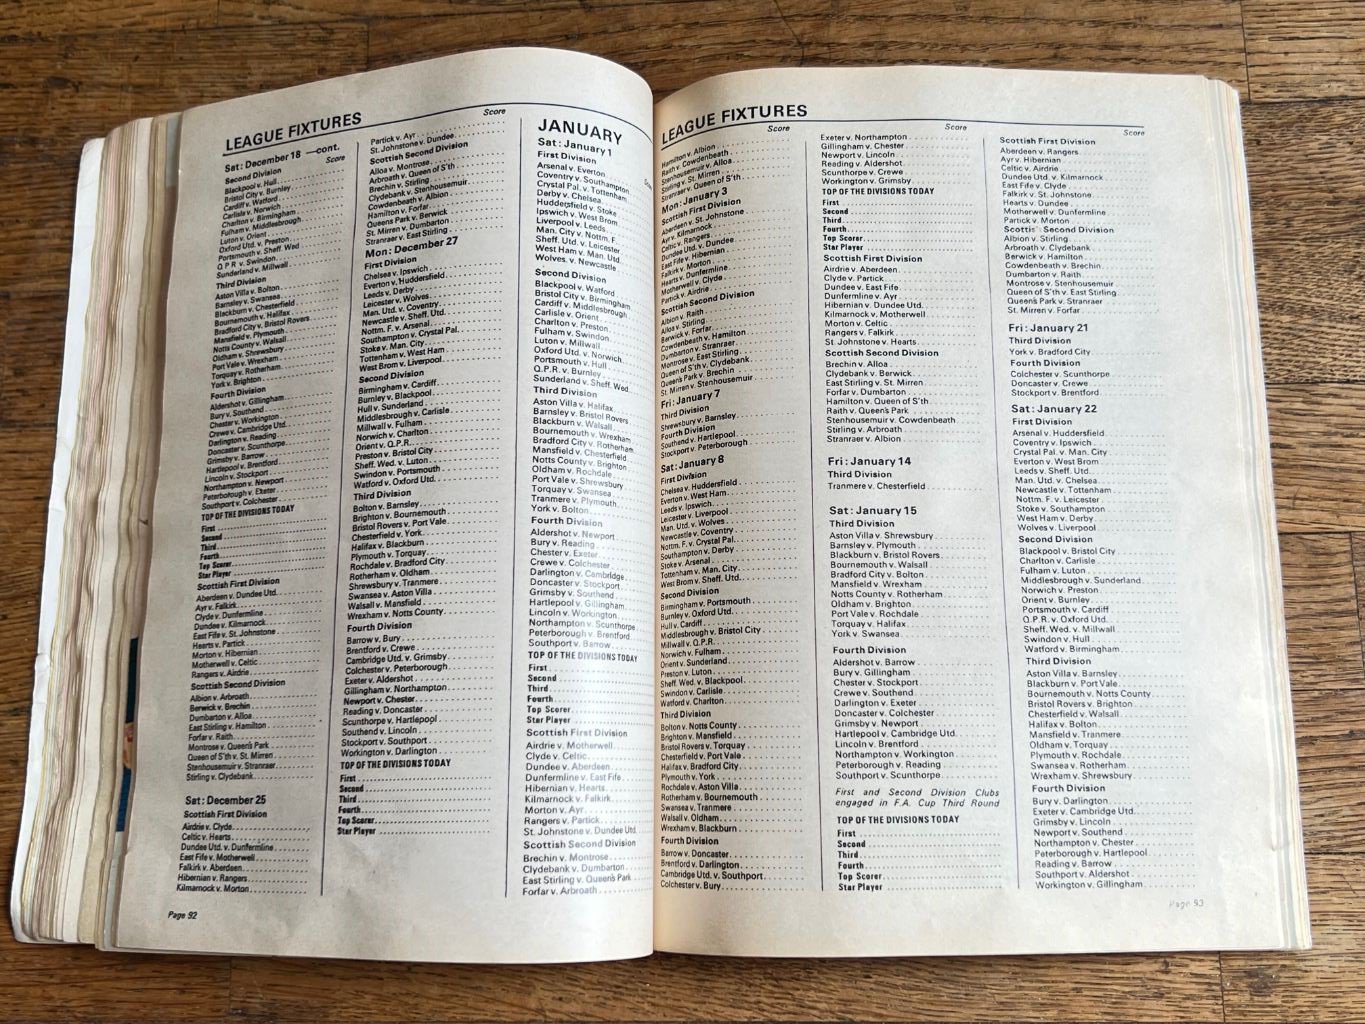 LEAGUE FIXTURES
Score
Sat: December 18 —cont.
Score
Second Division
Blackpool v. Hull
Bristol City v. Burnley
Cardiff v. Watford
Carlisle v. Norwich
Charlton v. Birmingham
Fulham v. Middlesbrough
Luton v. Orient
Oxford Utd. v. Preston
Portsmouth v. Sheff. Wed
Q.P.R. v. Swindon
Sunderland v. Millwall
Third Division
Aston Villa v. Bolton
Barnsley v. Swansea
Blackburn v. Chesterfield
Bournemouth v. Halifax
Bradford City v. Bristol Rovers
Mansfield v. Plymouth
Notts County v. Walsall
Oldham v. Shrewsbury
Port Vale v. Wrexham
Torquay v. Rotherham
York v. Brighton
Fourth Division
Aldershot v. Gillingham
Bury v. Southend
Chester v. Workington
Crewe v. Cambridge Utd.
Darlington v. Reading
Doncaster v. Scunthorpe
Grimsby v. Barrow
Hartlepool v. Brentford
Lincoln v. Stockport
Northampton v. Newport
Peterborough v. Exeter
Southport v. Colchester
TOP OF THE DIVISIONS TODAY
First
Second
Third
Fourth
Top Scorer
Star Player
Scottish First Division
Aberdeen v. Dundee Utd.
Ayr v. Falkirk
Clyde v. Dunfermline
Dundee v. Kilmarnock
East Fife v. St. Johnstone
Hearts v. Partick
Morton v. Hibernian
Motherwell v. Celtic
Rangers v. Airdrie
Scottish Second Division
Albion v. Arbroath
Berwick v. Brechin
Dumbarton v. Alloa
East Stirling v. Hamilton
Forfar v. Raith
Montrose v. Queen's Park
Queen of S'th v. St. Mirren
Stenhousemuir v. Stranraer
Stirling v. Clydebank
Sat: December 25
Scottish First Division
Airdrie v. Clyde
Celtic v. Hearts
Dundee Utd v. Dunfermline
East Fife v. Motherwell
Falkirk v. Aberdeen
Hibernian v. Rangers
Kilmarnock v. Morton
Partick v. Ayr
St. Johnstone v. Dundee
Scottish Second Division
Alloa v. Montrose
Arbroath v. Queen of S'th
Brechin v. Stirling
Clydebank v. Stenhousemuir
Cowdenbeath v. Albion
Hamilton v. Forfar
Queens Park v. Berwick
St. Mirren v. Dumbarton
Stranraer v. East Stirling
Mon: December 27
First Division
Chelsea v. Ipswich
Everton v. Huddersfield
Leeds v. Derby
Leicester v. Wolves
Man. Utd v. Coventry
Newcastle v. Sheff. Utd.
Nottm. F. v. Arsenal
Southampton v. Crystal Pal.
Stoke v. Man. City
Tottenham v. West Ham
West Brom v. Liverpool
Second Division
Birmingham v. Cardiff
Burnley v. Blackpool
Hull v. Sunderland
Middlesbrough v. Carlisle
Millwall v. Fulham
Norwich v. Charlton
Orient v. Q.P.R.
Preston v. Bristol City
Sheff. Wed. v. Luton
Swindon v. Portsmouth
Watford v. Oxford Utd.
Third Division
Bolton v. Barnsley
Brighton v. Bournemouth
Bristol Rovers v. Port Vale
Chesterfield v. York
Halifax v. Blackburn
Plymouth v. Torquay
Rochdale v. Bradford City
Rotherham v. Oldham
Shrewsbury v. Tranmere
Swansea v. Aston Villa
Walsall v. Mansfield
Wrexham v. Notts County
Fourth Division
Barrow v. Bury
Brentford v. Crewe
Cambridge Utd v. Grimsby
Colchester v. Peterborough
Exeter v. Aldershot
Gillingham v. Northampton
Newport v. Chester
Reading v. Doncaster
Scunthorpe v. Hartlepool
Southend v. Lincoln
Stockport v. Southport
Workington v. Darlington
TOP OF THE DIVISIONS TODAY
First
Second
Third
Fourth
Top Scorer
Star Player
JANUARY
Sat: January 1
First Division
Arsenal v. Everton
Coventry v. Southampton
Crystal Pal. v. Tottenham
Derby v. Chelsea
Huddersfield v. Stoke
Ipswich v. West Brom
Liverpool v. Leeds
Man. City v. Nottm. F.
Sheff. Utd. v. Leicester
West Ham v. Man. Utd
Wolves. v. Newcastle
Second Division
Blackpool v. Watford
Bristol City v. Birmingham
Cardiff v. Middlesbrough
Carlisle v. Orient
Charlton v. Preston
Fulham v. Swindon
Luton v. Millwall
Oxford Utd v. Norwich
Portsmouth v. Hull
Q.P.R. v. Burnley
Sunderland v. Sheff. Wed
Third Division
Aston Villa v. Halifax
Barnsley v. Bristol Rovers
Blackburn v. Walsall
Bournemouth v. Wrexham
Bradford City v. Rotherham
Mansfield v. Chesterfield
Notts County v. Brighton
Oldham v. Rochdale
Port Vale v. Shrewsbury
Torquay v. Swansea
Tranmere v. Plymouth
York v. Bolton
Fourth Division
Aldershot v. Newport
Bury v. Reading
Chester v. Exeter
Crewe v. Colchester
Darlington v. Cambridge
Doncaster v. Stockport
Grimsby v. Southend
Hartlepool v. Gillingham
Lincoln v. Workington
Northampton v. Scunthorpe
Peterborough v. Brentford
Southport v. Barrow
TOP OF THE DIVISIONS TODAY
First
Second
Third
Fourth
Top Scorer
Star Player
Scottish First Division
Airdrie v. Motherwell
Clyde v. Celtic
Dundee v. Aberdeen
Dunfermline v. East Fife
Hibernian v. Hearts
Kilmarnock v. Falkirk
Morton v. Ayr
Rangers v. Partick
St. Johnstone v. Dundee Utd
Scottish Second Division
Brechin v. Montrose
Clydebank v. Dumbarton
East Stirling v. Queen's Park
Forfar v. Arbroath
Page 92
LEAGUE FIXTURES
Score
Score
Score
Hamilton v. Albion
Raith v. Cowdenbeath
Stenhousemuir v. Alloa
Stirling v. St. Mirren
Stranraer v. Queen of S'th
Mon: January 3
Scottish First Division
Aberdeen v. St. Johnstone
Ayr v. Kilmarnock
Celtic v. Rangers
Dundee Utd v. Dundee
East Fife v. Hibernian
Falkirk v. Morton
Hearts v. Dunfermline
Motherwell v. Clyde
Partick v. Airdrie
Scottish Second Division
Albion v. Raith
Alloa v. Stirling
Berwick v. Forfar
Cowdenbeath v. Hamilton
Dumbarton v. Stranraer
Montrose v. East Stirling
Queen of S'th v. Clydebank
Queen's Park v. Brechin
St. Mirren v. Stenhousemuir
Fri: January 7
Third Division
Shrewsbury v. Barnsley
Fourth Division
Southend v. Hartlepool
Stockport v. Peterborough
Sat: January 8
First Division
Chelsea v. Huddersfield
Everton v. West Ham
Leeds v. Ipswich
Leicester v. Liverpool
Man. Utd. v. Wolves
Newcastle v. Coventry
Nottm. F. v. Crystal Pal.
Southampton v. Derby
Stoke v. Arsenal
Tottenham v. Man. City
West Brom v. Sheff. Utd.
Second Division
Birmingham v. Portsmouth
Burnley v. Oxford Utd.
Hull v. Cardiff
Middlesbrough v. Bristol City
Millwall v. Q.P.R.
Norwich v. Fulham
Orient v. Sunderland
Preston v. Luton
Sheff. Wed. v. Blackpool
Swindon v. Carlisle
Watford v. Charlton
Third Division
Bolton v. Notts County
Brighton v. Mansfield
Bristol Rovers v. Torquay
Chesterfield v. Port Vale
Halifax v. Bradford City
Plymouth v. York
Rochdale v. Aston Villa
Rotherham v. Bournemouth
Swansea v. Tranmere
Walsall v. Oldham
Wrexham v. Blackburn
Fourth Division
Barrow v. Doncaster
Brentford v. Darlington
Cambridge Utd v. Southport
Colchester v. Bury
Exeter v. Northampton
Gillingham v. Chester
Newport v. Lincoln
Reading v. Aldershot
Scunthorpe v. Crewe
Workington v. Grimsby
TOP OF THE DIVISIONS TODAY
First
Second
Third
Fourth
Top Scorer
Star Player
Scottish First Division
Airdrie v. Aberdeen
Clyde v. Partick
Dundee v. East Fife
Dunfermline v. Ayr
Hibernian v. Dundee Utd
Kilmarnock v. Motherwell
Morton v. Celtic
Rangers v. Falkirk
St. Johnstone v. Hearts
Scottish Second Division
Brechin v. Alloa
Clydebank v. Berwick
East Stirling v. St. Mirren
Forfar v. Dumbarton
Hamilton v. Queen of S'th
Raith v. Queen's Park
Stenhousemuir v. Cowdenbeath
Stirling v. Arbroath
Stranraer v. Albion
Fri: January 14
Third Division
Tranmere v. Chesterfield
Sat: January 15
Third Division
Aston Villa v. Shrewsbury
Barnsley v. Plymouth
Blackburn v. Bristol Rovers
Bournemouth v. Walsall
Bradford City v. Bolton
Mansfield v. Wrexham
Notts County v. Rotherham
Oldham v. Brighton
Port Vale v. Rochdale
Torquay v. Halifax
York v. Swansea
Fourth Division
Aldershot v. Barrow
Bury v. Gillingham
Chester v. Stockport
Crewe v. Southend
Darlington v. Exeter
Doncaster v. Colchester
Grimsby v. Newport
Hartlepool v. Cambridge Utd.
Lincoln v. Brentford
Northampton v. Workington
Peterborough v. Reading
Southport v. Scunthorpe
First and Second Division Clubs
engaged in F.A. Cup Third Round
TOP OF THE DIVISIONS TODAY
First
Second
Third
Fourth
Top Scorer
Star Player
Scottish First Division
Aberdeen v. Rangers
Ayr v. Hibernian
Celtic v. Airdrie
Dundee Utd v. Kilmarnock
East Fife v. Clyde
Falkirk v. St. Johnstone
Hearts v. Dundee
Motherwell v. Dunfermline
Partick v. Morton
Scottis' Second Division
Albion v. Stirling
Arbroath v. Clydebank
Berwick v. Hamilton
Cowdenbeath v. Brechin
Dumbarton v. Raith
Montrose v. Stenhousemuir
Queen of S'th v. East Stirling
Queen's Park v. Stranraer
St. Mirren v. Forfar
Fri: January 21
Third Division
York v. Bradford City
Fourth Division
Colchester v. Scunthorpe
Doncaster v. Crewe
Stockport v. Brentford
Sat: January 22
First Division
Arsenal v. Huddersfield
Coventry v. Ipswich
Crystal Pal. v. Man. City
Everton v. West Brom
Leeds v. Sheff. Utd.
Man. Utd. v. Chelsea
Newcastle v. Tottenham
Nottm. F. v. Leicester
Stoke v. Southampton
West Ham v. Derby
Wolves v. Liverpool
Second Division
Blackpool v. Bristol City
Charlton v. Carlisle
Fulham v. Luton
Middlesbrough v. Sunderland
Norwich v. Preston
Orient v. Burnley
Portsmouth v. Cardiff
Q.P.R. v. Oxford Utd
Sheff. Wed. v. Millwall
Swindon v. Hull
Watford v. Birmingham
Third Division
Aston Villa v. Barnsley
Blackburn v. Port Vale
Bournemouth v. Notts County
Bristol Rovers v. Brighton
Chesterfield v. Walsall
Halifax v. Bolton
Mansfield v. Tranmere
Oldham v. Torquay
Plymouth v. Rochdale
Swansea v. Rotherham
Wrexham v. Shrewsbury
Fourth Division
Bury v. Darlington
Exeter v. Cambridge Utd.
Grimsby v. Lincoln
Newport v. Southend
Northampton v. Chester
Peterborough v. Hartlepool
Reading v. Barrow
Southport v. Aldershot
Workington v. Gillingham
Page 93